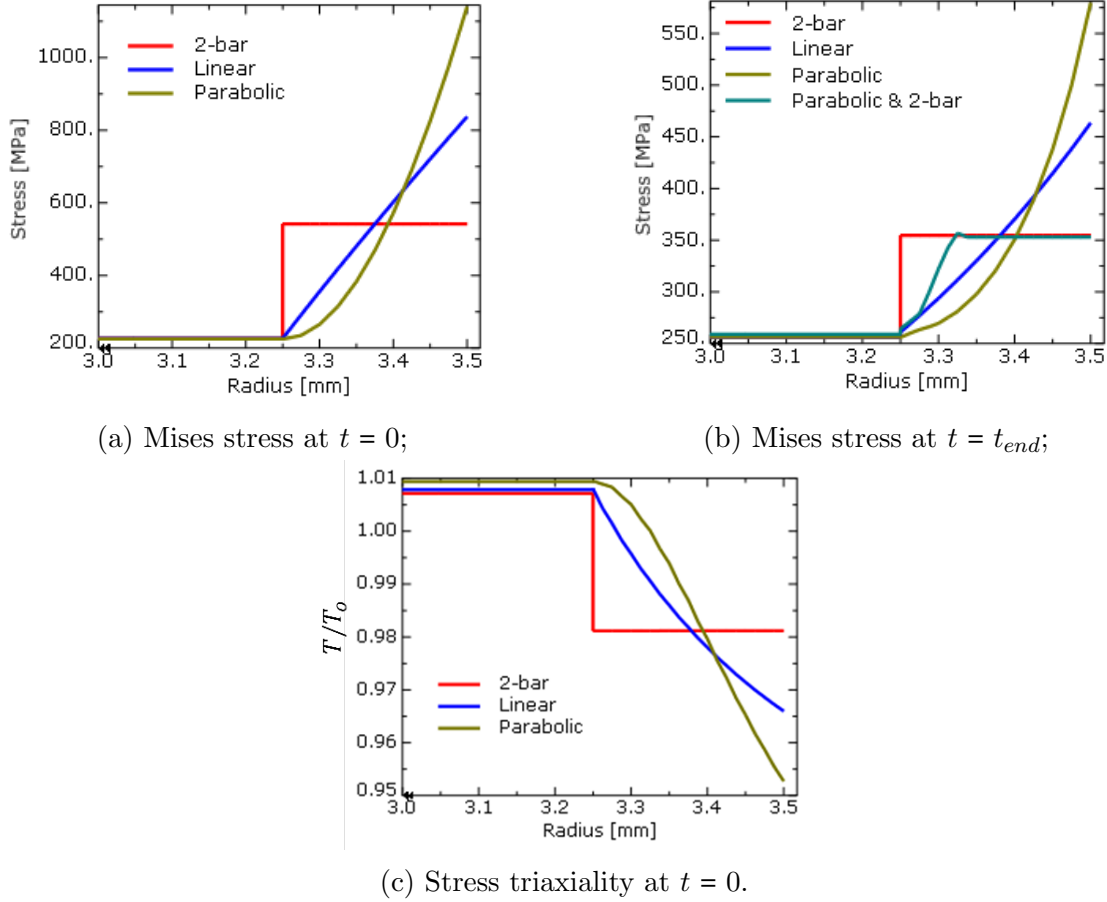 1000.
800.
600.
400.
200.
Stress [MPa]
2-bar
Linear
Parabolic
3.0 3.1 3.2 3.3 3.4 3.5
Radius [mm]
(a) Mises stress at t = 0;
550.
500.
450.
400.
350.
300.
250.
Stress [MPa]
2-bar
Linear
Parabolic
Parabolic & 2-bar
3.0 3.1 3.2 3.3 3.4 3.5
Radius [mm]
(b) Mises stress at t = t_end;
1.01
1.00
0.99
0.98
0.97
0.96
0.95
T/T_o
2-bar
Linear
Parabolic
3.0 3.1 3.2 3.3 3.4 3.5
Radius [mm]
(c) Stress triaxiality at t = 0.